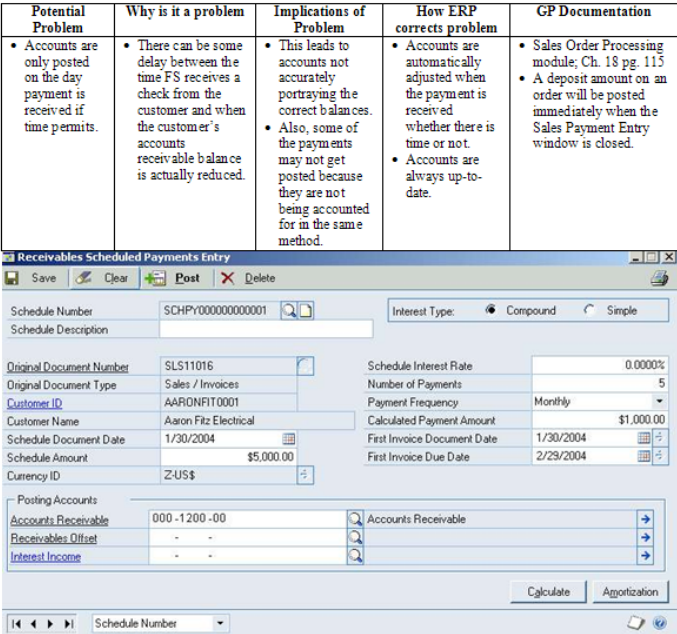 Potential
Problem
Why is it a problem
Implications of
Problem
How ERP
corrects problem
GP Documentation
• Accounts are
only posted
on the day
payment is
received if
time permits.
• There can be some
delay between the
time FS receives a
check from the
customer and when
the customer's
accounts
receivable balance
is actually reduced.
• This leads to
accounts not
accurately
portraying the
correct balances.
• Also, some of
the payments
may not get
posted because
they are not
being accounted
for in the same
method.
• Accounts are
automatically
adjusted when
the payment is
received
whether there is
time or not.
• Accounts are
always up-to-
date.
• Sales Order Processing
module; Ch. 18 pg. 115
• A deposit amount on an
order will be posted
immediately when the
Sales Payment Entry
window is closed.
Receivables Scheduled Payments Entry
Save Clear Post Delete
Schedule Number SCHPY000000000001
Schedule Description
Interest Type: Compound Simple
Original Document Number SLS11016
Original Document Type Sales / Invoices
Customer ID AARONFIT0001
Customer Name Aaron Fitz Electrical
Schedule Document Date 1/30/2004
Schedule Amount $5,000.00
Currency ID Z-US$
Schedule Interest Rate 0.0000%
Number of Payments 5
Payment Frequency Monthly
Calculated Payment Amount $1,000.00
First Invoice Document Date 1/30/2004
First Invoice Due Date 2/29/2004
Posting Accounts
Accounts Receivable 000 -1200 -00 Accounts Receivable
Receivables Offset - -
Interest Income - -
Calculate Amortization
Schedule Number